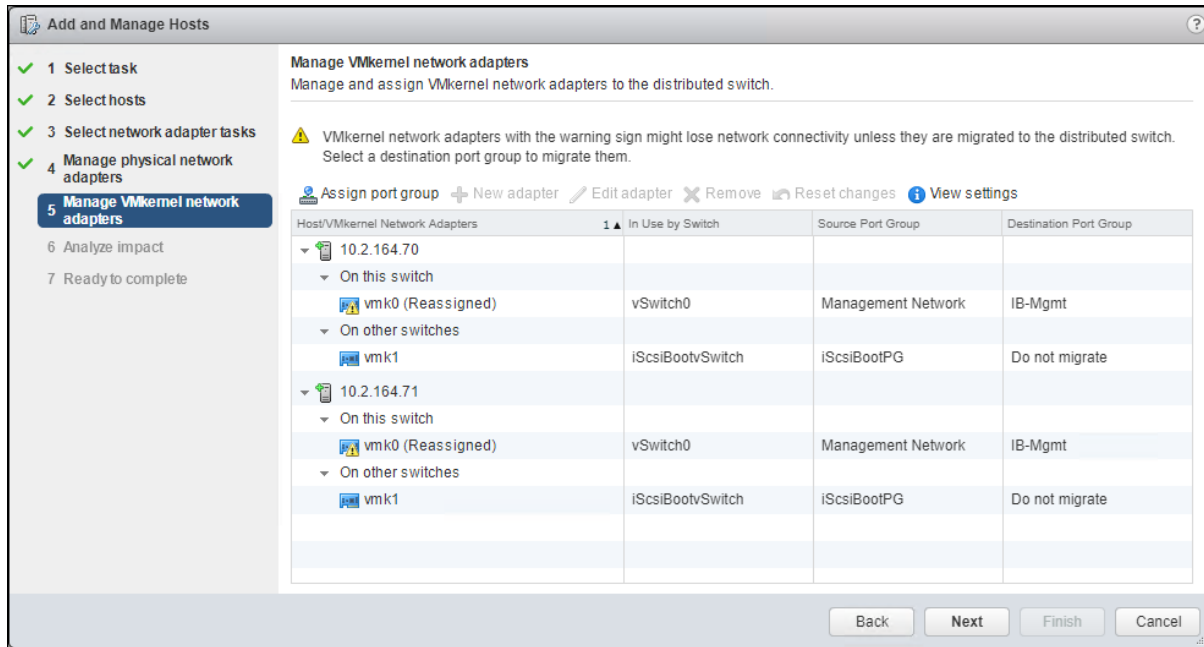 Add and Manage Hosts
?
1 Select task
2 Select hosts
3 Select network adapter tasks
4 Manage physical network
adapters
5 Manage VMkernel network
adapters
6 Analyze impact
7 Ready to complete
Manage VMkernel network adapters
Manage and assign VMkernel network adapters to the distributed switch.
VMkernel network adapters with the warning sign might lose network connectivity unless they are migrated to the distributed switch.
Select a destination port group to migrate them.
Assign port group New adapter Edit adapter Remove Reset changes View settings
Host/VMkernel Network Adapters 1 ▲ In Use by Switch Source Port Group Destination Port Group
10.2.164.70
On this switch
vmk0 (Reassigned) vSwitch0 Management Network IB-Mgmt
On other switches
vmk1 iScsiBootvSwitch iScsiBootPG Do not migrate
10.2.164.71
On this switch
vmk0 (Reassigned) vSwitch0 Management Network IB-Mgmt
On other switches
vmk1 iScsiBootvSwitch iScsiBootPG Do not migrate
Back Next Finish Cancel